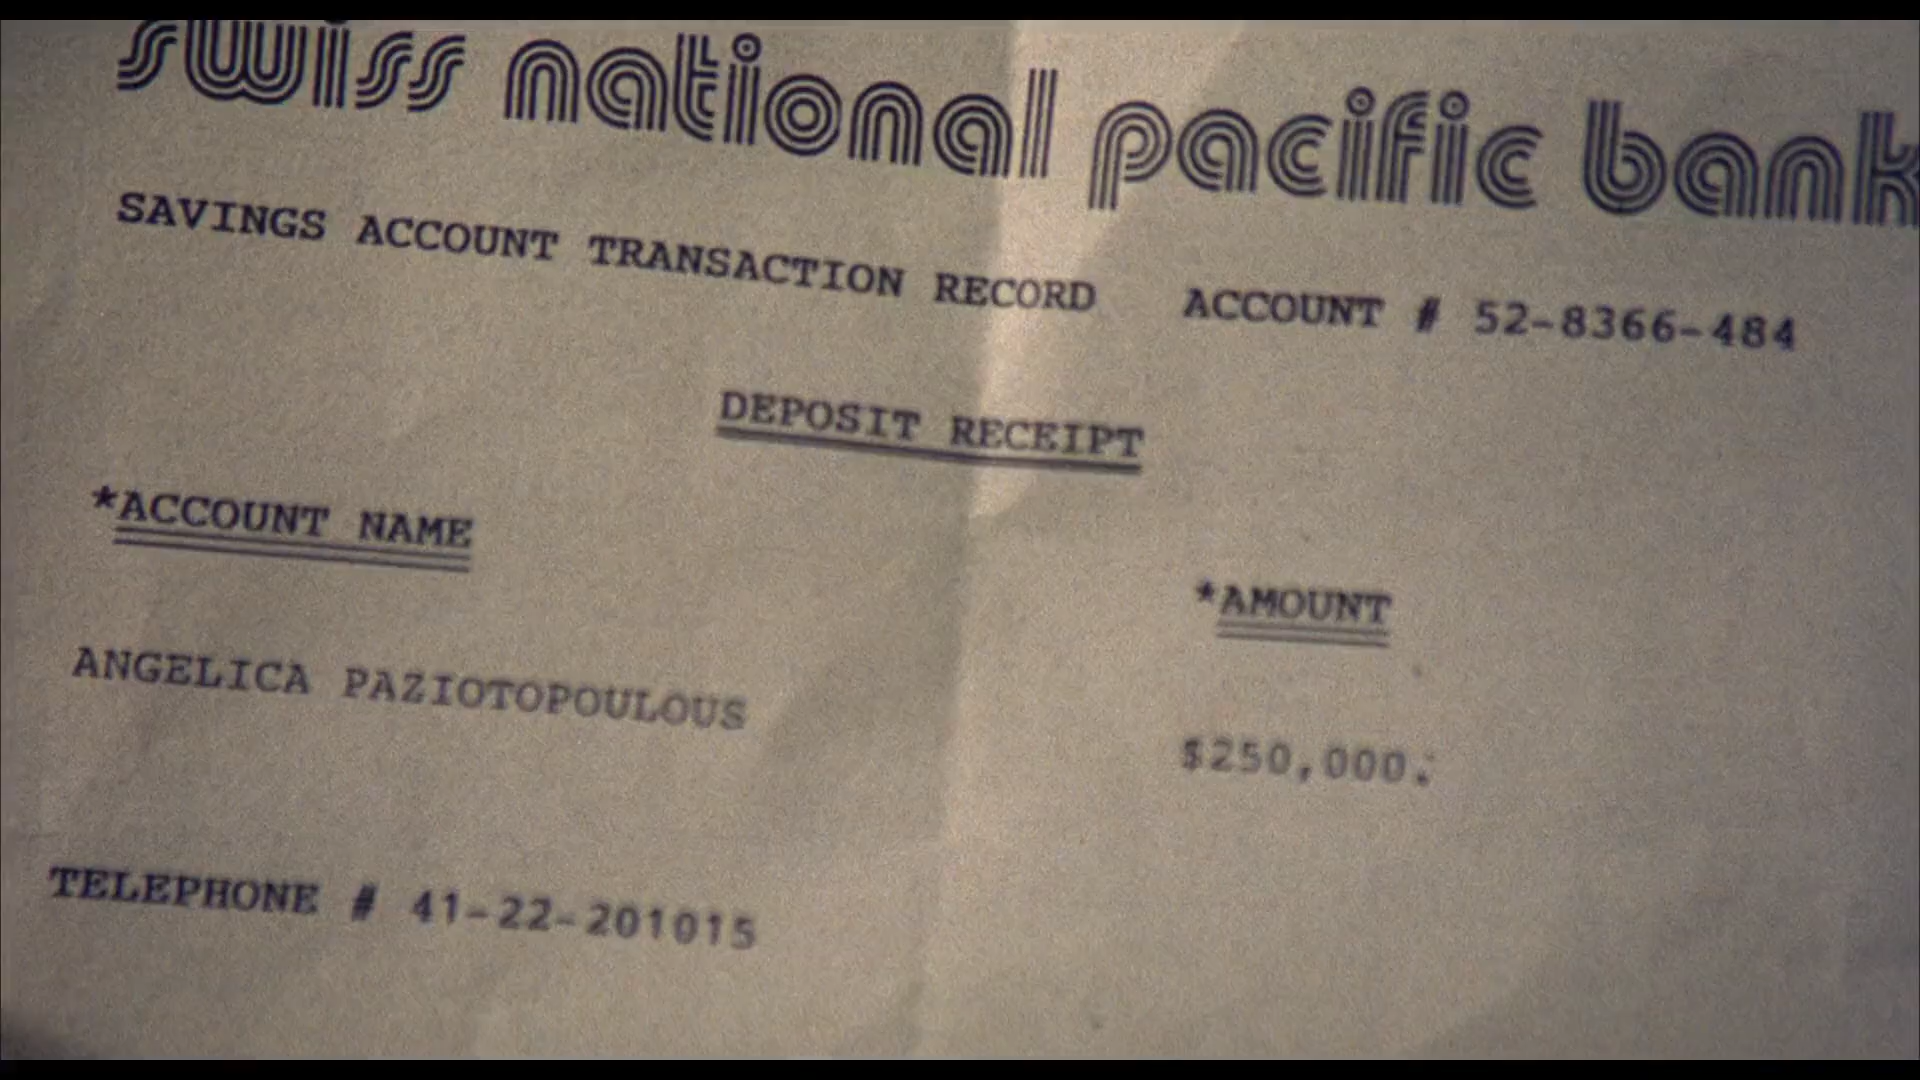 swiss national pacific bank
SAVINGS ACCOUNT TRANSACTION RECORD ACCOUNT # 52-8366-484
DEPOSIT RECEIPT
*ACCOUNT NAME
*AMOUNT
ANGELICA PAZIOTOPOULOUS
$250,000.
TELEPHONE # 41-22-201015